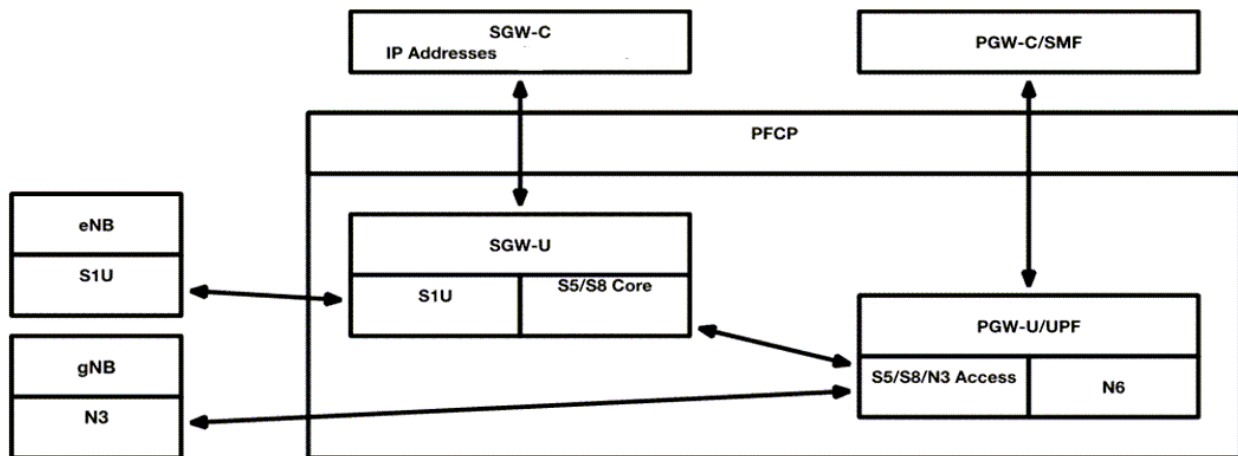 SGW-C
IP Addresses
PGW-C/SMF
PFCP
eNB
S1U
SGW-U
S1U
S5/S8 Core
gNB
N3
PGW-U/UPF
S5/S8/N3 Access
N6